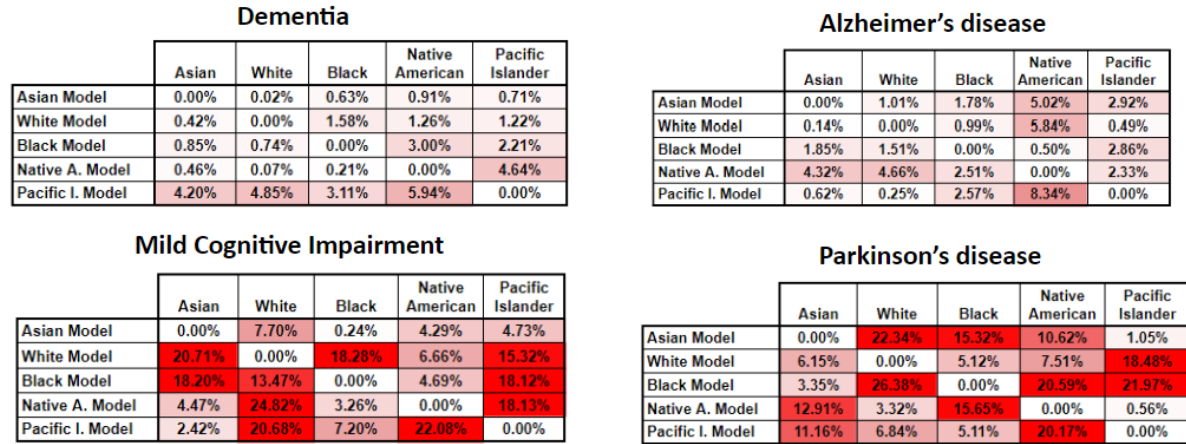 Dementia
Asian White Black Native American Pacific Islander
Asian Model 0.00% 0.02% 0.63% 0.91% 0.71%
White Model 0.42% 0.00% 1.58% 1.26% 1.22%
Black Model 0.85% 0.74% 0.00% 3.00% 2.21%
Native A. Model 0.46% 0.07% 0.21% 0.00% 4.64%
Pacific I. Model 4.20% 4.85% 3.11% 5.94% 0.00%
Alzheimer's disease
Asian White Black Native American Pacific Islander
Asian Model 0.00% 1.01% 1.78% 5.02% 2.92%
White Model 0.14% 0.00% 0.99% 5.84% 0.49%
Black Model 1.85% 1.51% 0.00% 0.50% 2.86%
Native A. Model 4.32% 4.66% 2.51% 0.00% 2.33%
Pacific I. Model 0.62% 0.25% 2.57% 8.34% 0.00%
Mild Cognitive Impairment
Asian White Black Native American Pacific Islander
Asian Model 0.00% 7.70% 0.24% 4.29% 4.73%
White Model 20.71% 0.00% 18.28% 6.66% 15.32%
Black Model 18.20% 13.47% 0.00% 4.69% 18.12%
Native A. Model 4.47% 24.82% 3.26% 0.00% 18.13%
Pacific I. Model 2.42% 20.68% 7.20% 22.08% 0.00%
Parkinson's disease
Asian White Black Native American Pacific Islander
Asian Model 0.00% 22.34% 15.32% 10.62% 1.05%
White Model 6.15% 0.00% 5.12% 7.51% 18.48%
Black Model 3.35% 26.38% 0.00% 20.59% 21.97%
Native A. Model 12.91% 3.32% 15.65% 0.00% 0.56%
Pacific I. Model 11.16% 6.84% 5.11% 20.17% 0.00%